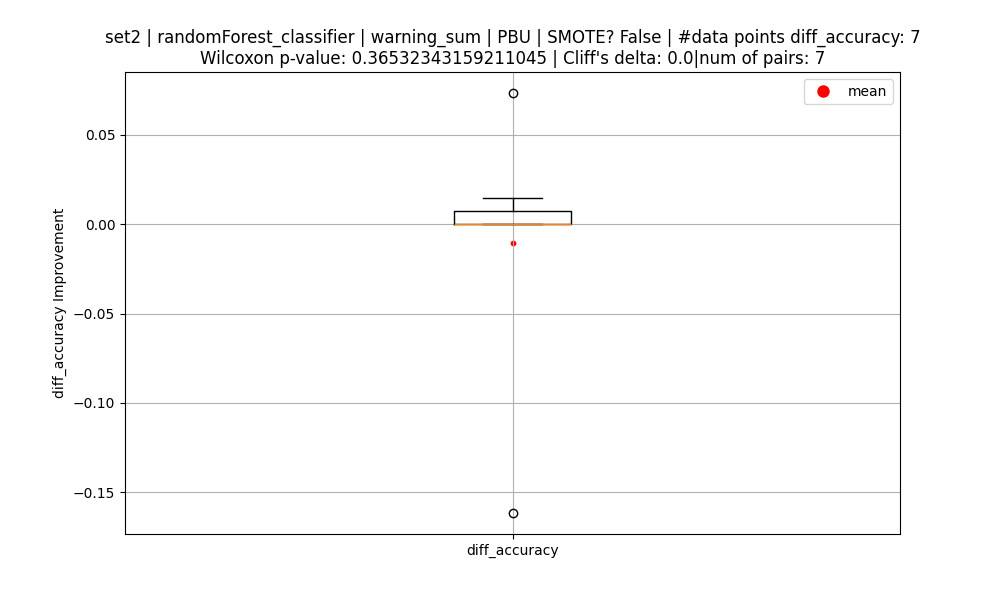 set2 | randomForest_classifier | warning_sum | PBU | SMOTE? False | #data points diff_accuracy: 7
Wilcoxon p-value: 0.36532343159211045 | Cliff's delta: 0.0|num of pairs: 7
mean
0.05
0.00
−0.05
−0.10
−0.15
diff_accuracy Improvement
diff_accuracy